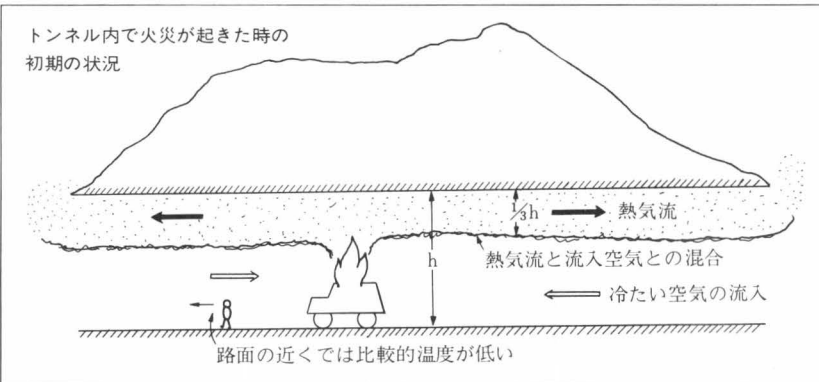 トンネル内で火災が起きた時の
初期の状況
⅓h
熱気流
h
熱気流と流入空気との混合
冷たい空気の流入
路面の近くでは比較的温度が低い